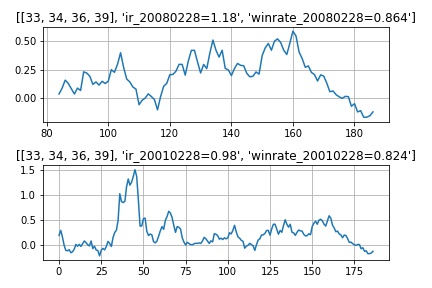 [[33, 34, 36, 39], 'ir_20080228=1.18', 'winrate_20080228=0.864']
0.50
0.25
0.00
80 100 120 140 160 180
[[33, 34, 36, 39], 'ir_20010228=0.98', 'winrate_20010228=0.824']
1.5
1.0
0.5
0.0
0 25 50 75 100 125 150 175